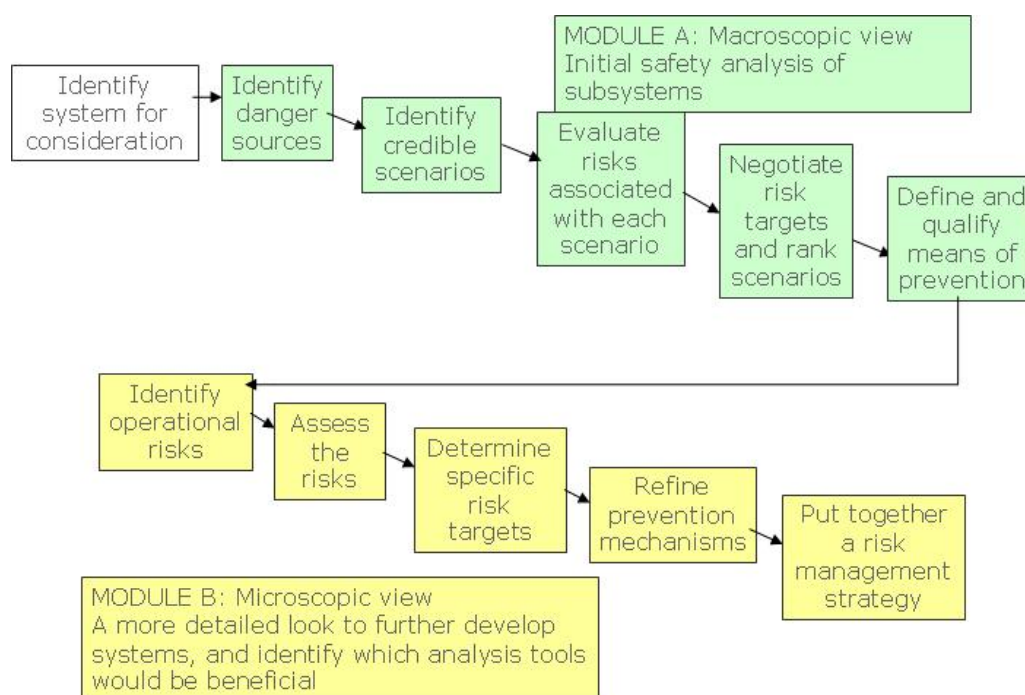 MODULE A: Macroscopic view
Initial safety analysis of
subsystems
Identify
system for
consideration
Identify
danger
sources
Identify
credible
scenarios
Evaluate
risks
associated
with each
scenario
Negotiate
risk
targets
and rank
scenarios
Define and
qualify
means of
prevention
Identify
operational
risks
Assess
the
risks
Determine
specific
risk
targets
Refine
prevention
mechanisms
Put together
a risk
management
strategy
MODULE B: Microscopic view
A more detailed look to further develop
systems, and identify which analysis tools
would be beneficial